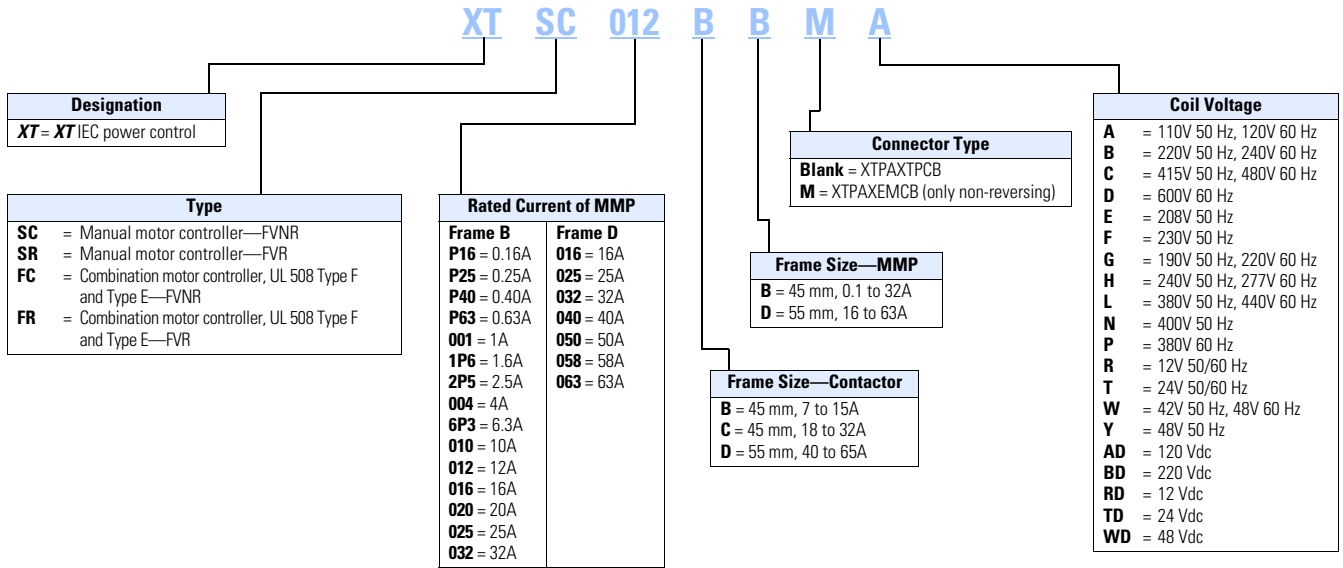 XT SC 012 B B M A
Designation
XT = XT IEC power control
Type
SC = Manual motor controller—FVNR
SR = Manual motor controller—FVR
FC = Combination motor controller, UL 508 Type F
and Type E—FVNR
FR = Combination motor controller, UL 508 Type F
and Type E—FVR
Rated Current of MMP
Frame B
P16 = 0.16A
P25 = 0.25A
P40 = 0.40A
P63 = 0.63A
001 = 1A
1P6 = 1.6A
2P5 = 2.5A
004 = 4A
6P3 = 6.3A
010 = 10A
012 = 12A
016 = 16A
020 = 20A
025 = 25A
032 = 32A
Frame D
016 = 16A
025 = 25A
032 = 32A
040 = 40A
050 = 50A
058 = 58A
063 = 63A
Frame Size—Contactor
B = 45 mm, 7 to 15A
C = 45 mm, 18 to 32A
D = 55 mm, 40 to 65A
Frame Size—MMP
B = 45 mm, 0.1 to 32A
D = 55 mm, 16 to 63A
Connector Type
Blank = XTPAXTPCB
M = XTPAXEMCB (only non-reversing)
Coil Voltage
A = 110V 50 Hz, 120V 60 Hz
B = 220V 50 Hz, 240V 60 Hz
C = 415V 50 Hz, 480V 60 Hz
D = 600V 60 Hz
E = 208V 50 Hz
F = 230V 50 Hz
G = 190V 50 Hz, 220V 60 Hz
H = 240V 50 Hz, 277V 60 Hz
L = 380V 50 Hz, 440V 60 Hz
N = 400V 50 Hz
P = 380V 60 Hz
R = 12V 50/60 Hz
T = 24V 50/60 Hz
W = 42V 50 Hz, 48V 60 Hz
Y = 48V 50 Hz
AD = 120 Vdc
BD = 220 Vdc
RD = 12 Vdc
TD = 24 Vdc
WD = 48 Vdc